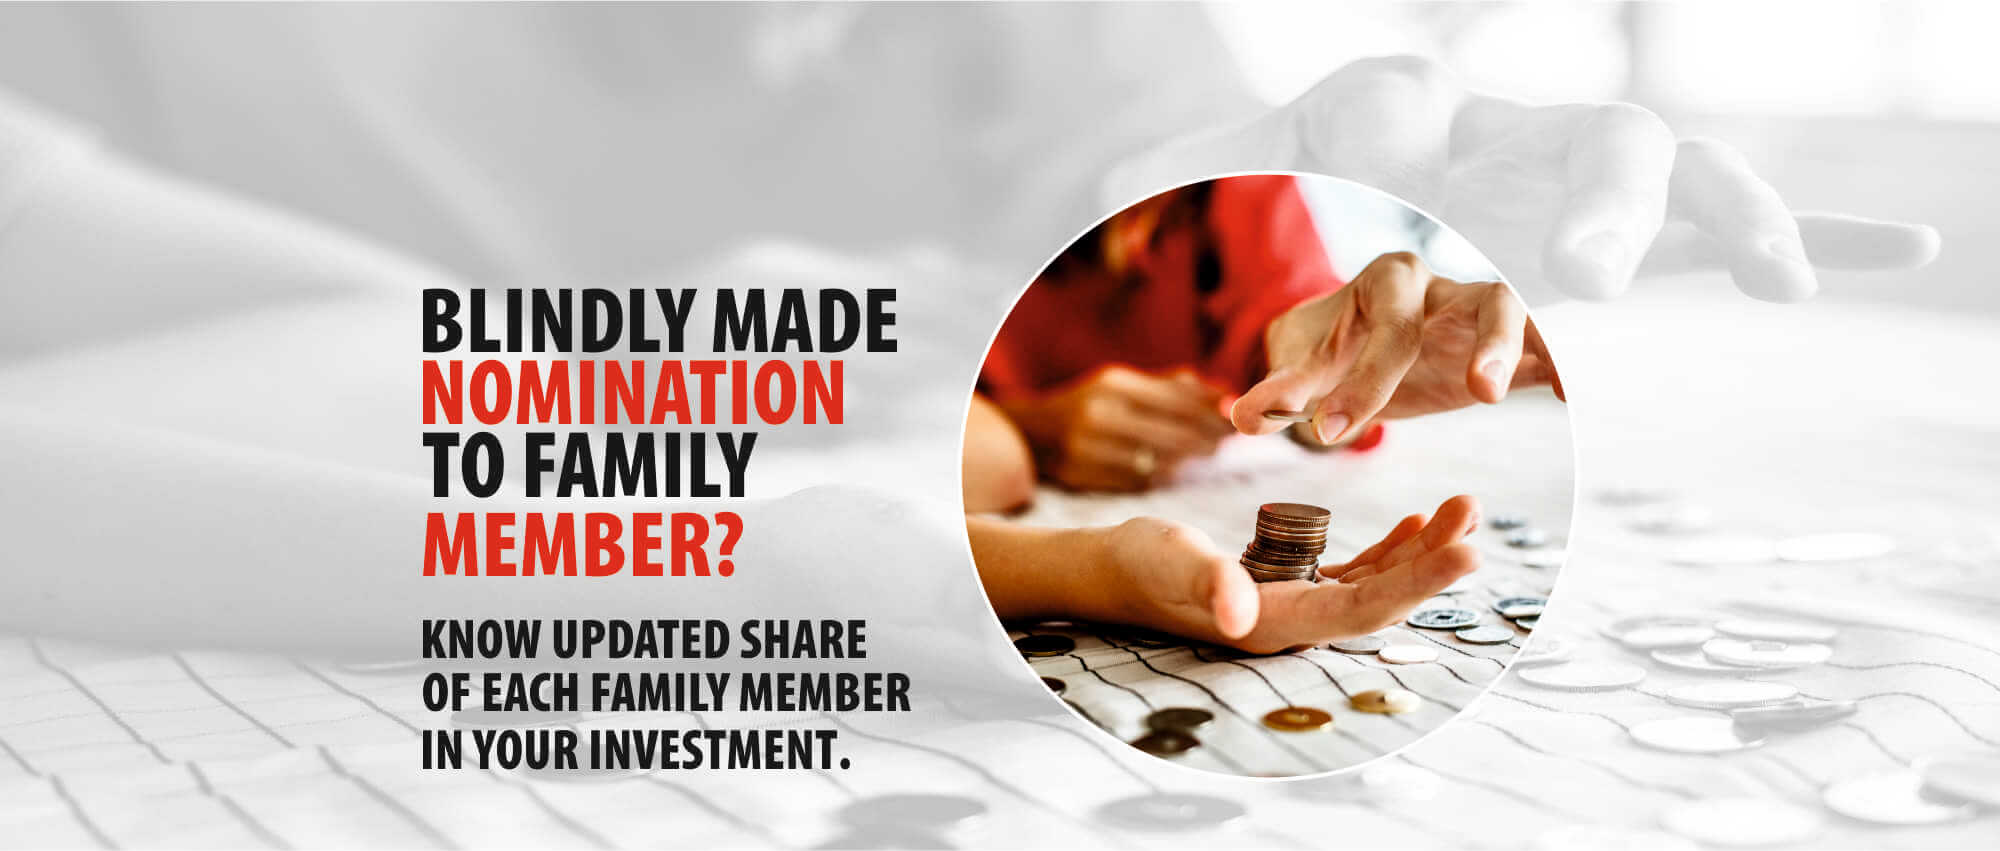 BLINDLY MADE
NOMINATION
TO FAMILY
MEMBER?
KNOW UPDATED SHARE
OF EACH FAMILY MEMBER
IN YOUR INVESTMENT.